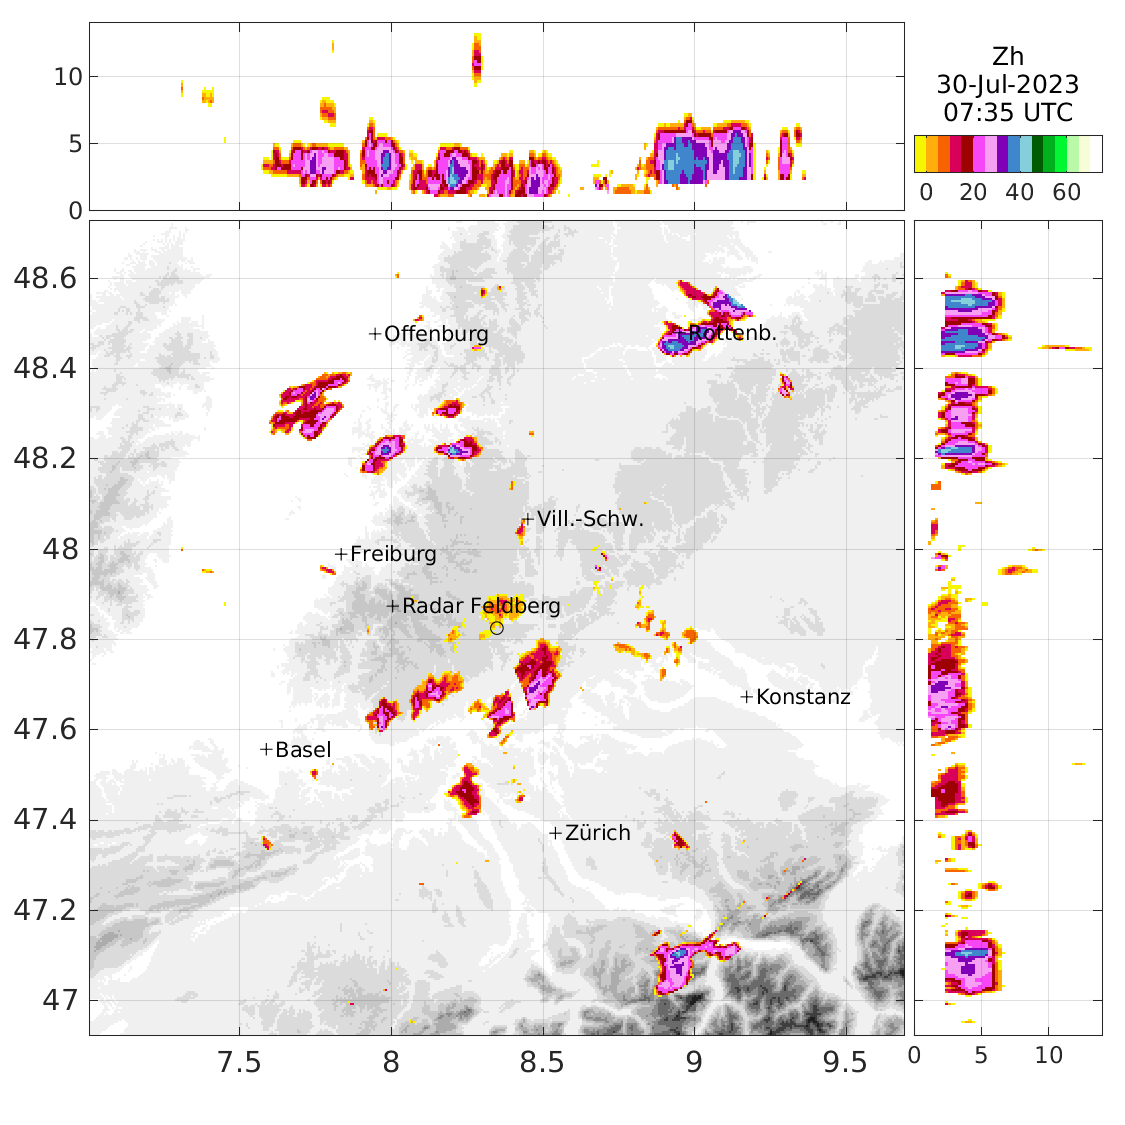 10
5
0
Zh
30-Jul-2023
07:35 UTC
0 20 40 60
48.6
48.4
48.2
48
47.8
47.6
47.4
47.2
47
Offenburg
Rottenb.
Vill.-Schw.
Freiburg
Radar Feldberg
Konstanz
Basel
Zürich
7.5 8 8.5 9 9.5
0 5 10